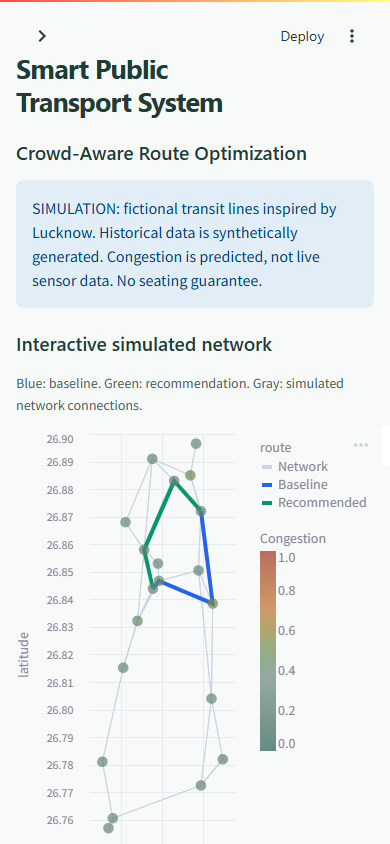 Deploy
Smart Public
Transport System
Crowd-Aware Route Optimization
SIMULATION: fictional transit lines inspired by
Lucknow. Historical data is synthetically
generated. Congestion is predicted, not live
sensor data. No seating guarantee.
Interactive simulated network
Blue: baseline. Green: recommendation. Gray: simulated
network connections.
latitude
26.90
26.89
26.88
26.87
26.86
26.85
26.84
26.83
26.82
26.81
26.80
26.79
26.78
26.77
26.76
route
Network
Baseline
Recommended
Congestion
1.0
0.8
0.6
0.4
0.2
0.0